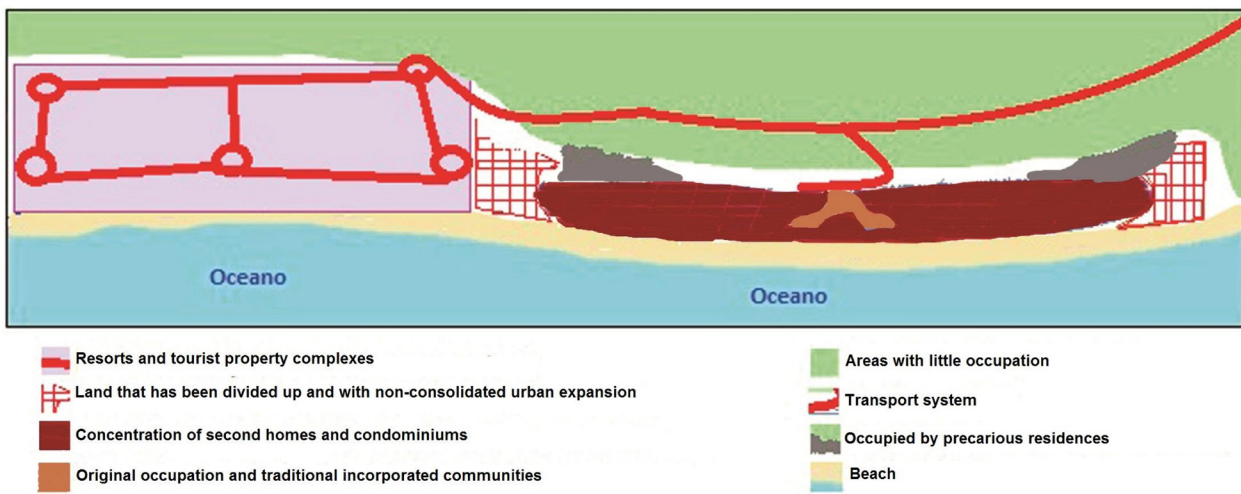 Oceano
Oceano
Resorts and tourist property complexes
Land that has been divided up and with non-consolidated urban expansion
Concentration of second homes and condominiums
Original occupation and traditional incorporated communities
Areas with little occupation
Transport system
Occupied by precarious residences
Beach